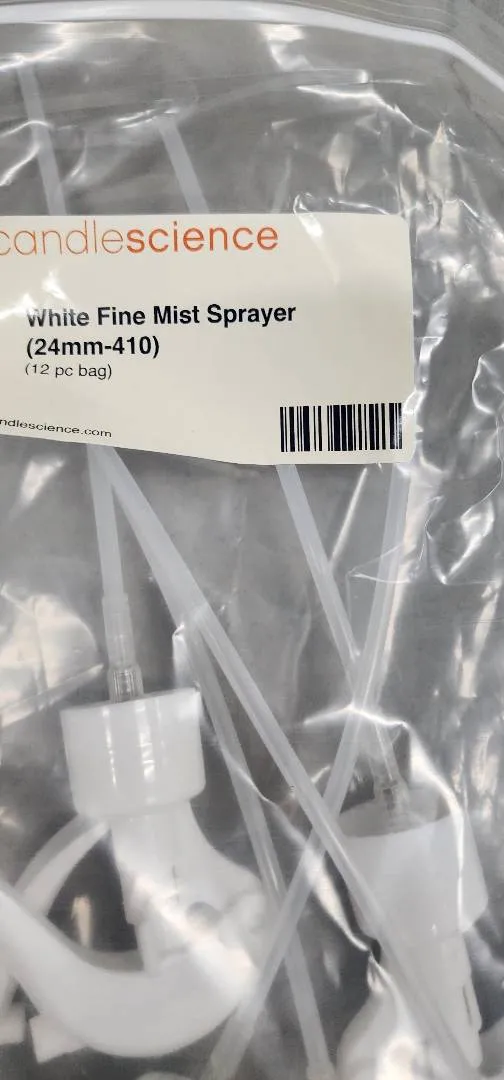 candlescience
White Fine Mist Sprayer
(24mm-410)
(12 pc bag)
ndlescience.com